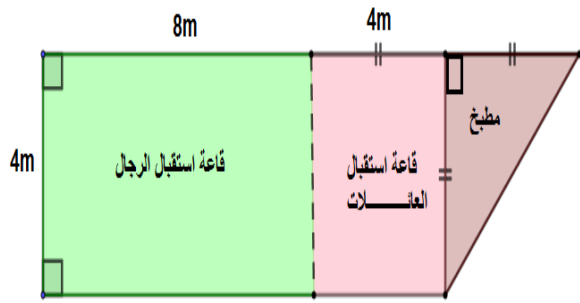 8m
4m
4m
قاعة استقبال الرجال
قاعة استقبال
العائــــــلات
مطبخ